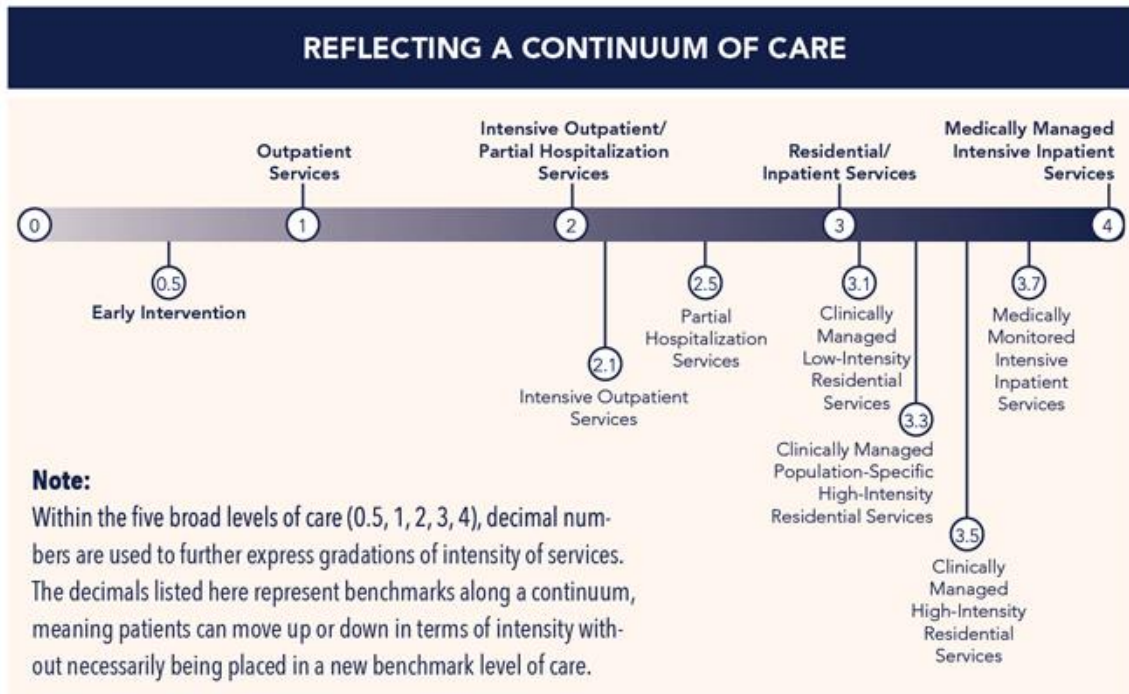 REFLECTING A CONTINUUM OF CARE
Outpatient
Services
Intensive Outpatient/
Partial Hospitalization
Services
Residential/
Inpatient Services
Medically Managed
Intensive Inpatient
Services
0
1
2
3
4
0.5
Early Intervention
2.1
Intensive Outpatient
Services
2.5
Partial
Hospitalization
Services
3.1
Clinically
Managed
Low-Intensity
Residential
Services
3.3
Clinically Managed
Population-Specific
High-Intensity
Residential Services
3.5
Clinically
Managed
High-Intensity
Residential
Services
3.7
Medically
Monitored
Intensive
Inpatient
Services
Note:
Within the five broad levels of care (0.5, 1, 2, 3, 4), decimal num-
bers are used to further express gradations of intensity of services.
The decimals listed here represent benchmarks along a continuum,
meaning patients can move up or down in terms of intensity with-
out necessarily being placed in a new benchmark level of care.